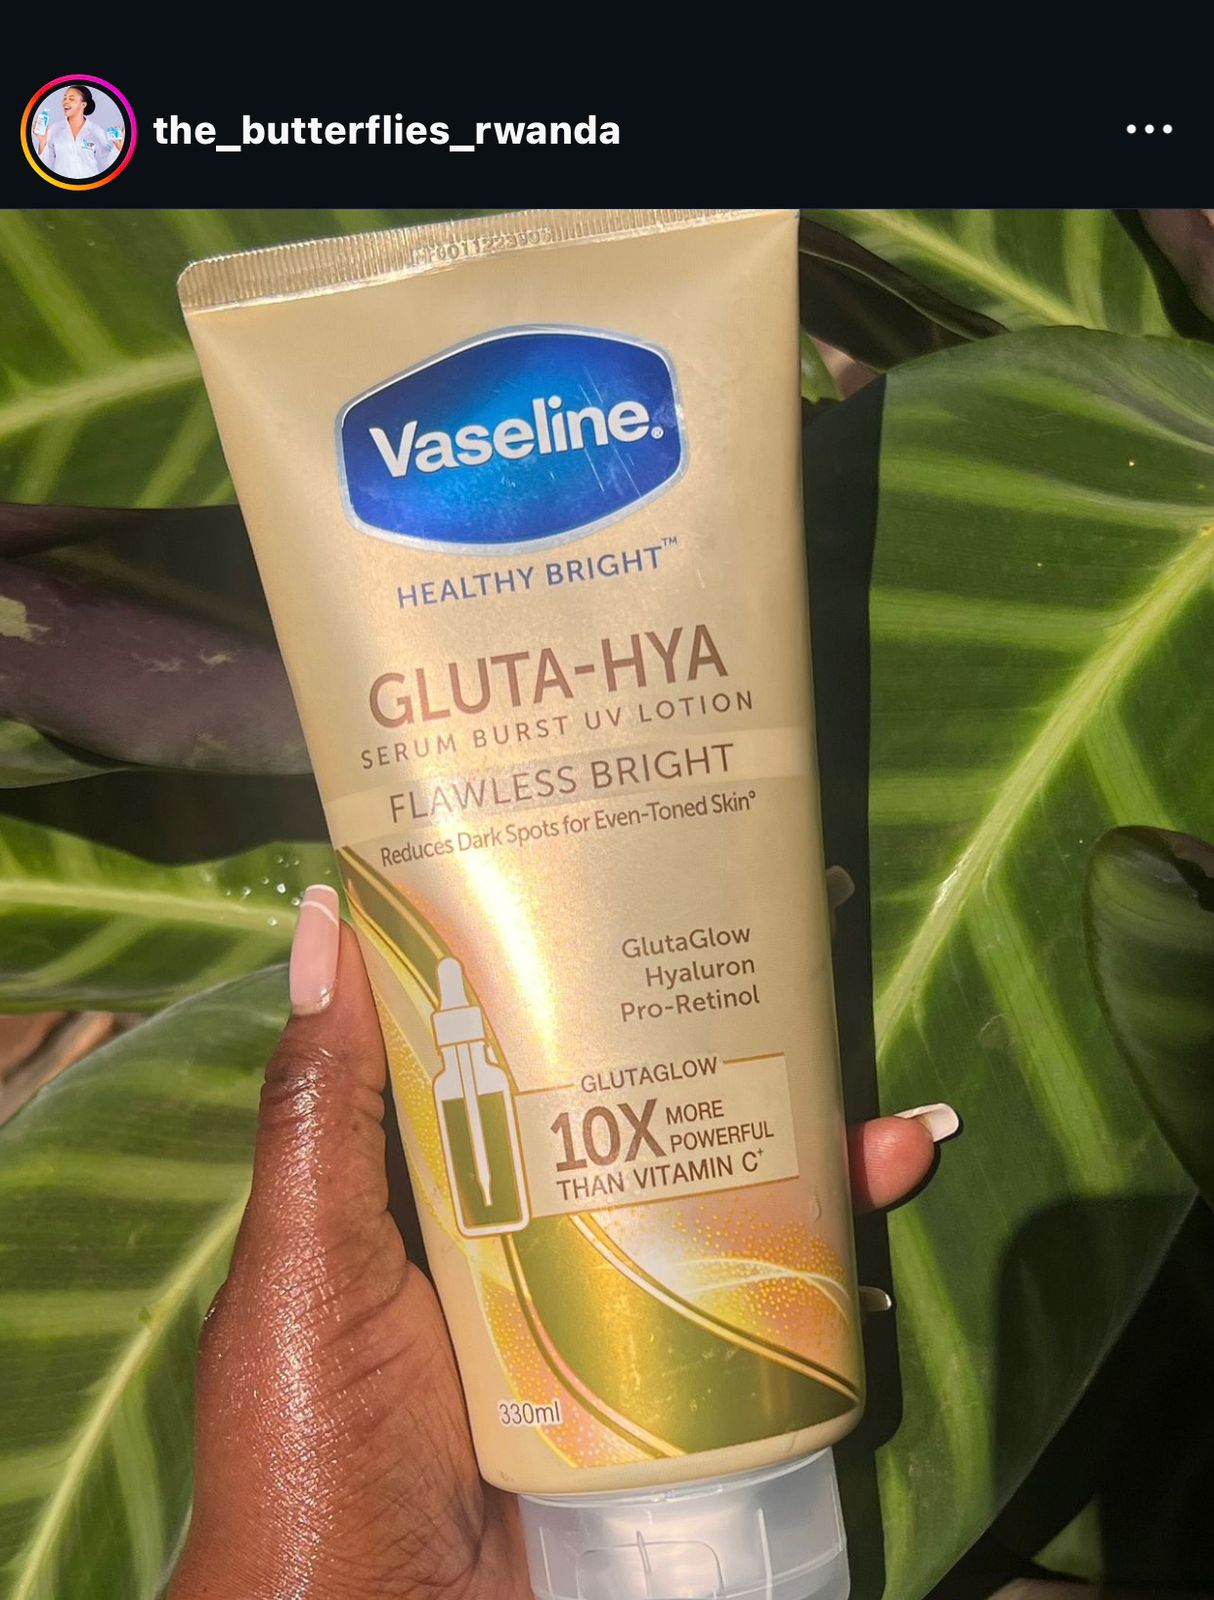 the_butterflies_rwanda
Vaseline®
HEALTHY BRIGHT™
GLUTA-HYA
SERUM BURST UV LOTION
FLAWLESS BRIGHT
Reduces Dark Spots for Even-Toned Skin°
GlutaGlow
Hyaluron
Pro-Retinol
GLUTAGLOW
10X MORE
POWERFUL
THAN VITAMIN C⁺
330ml